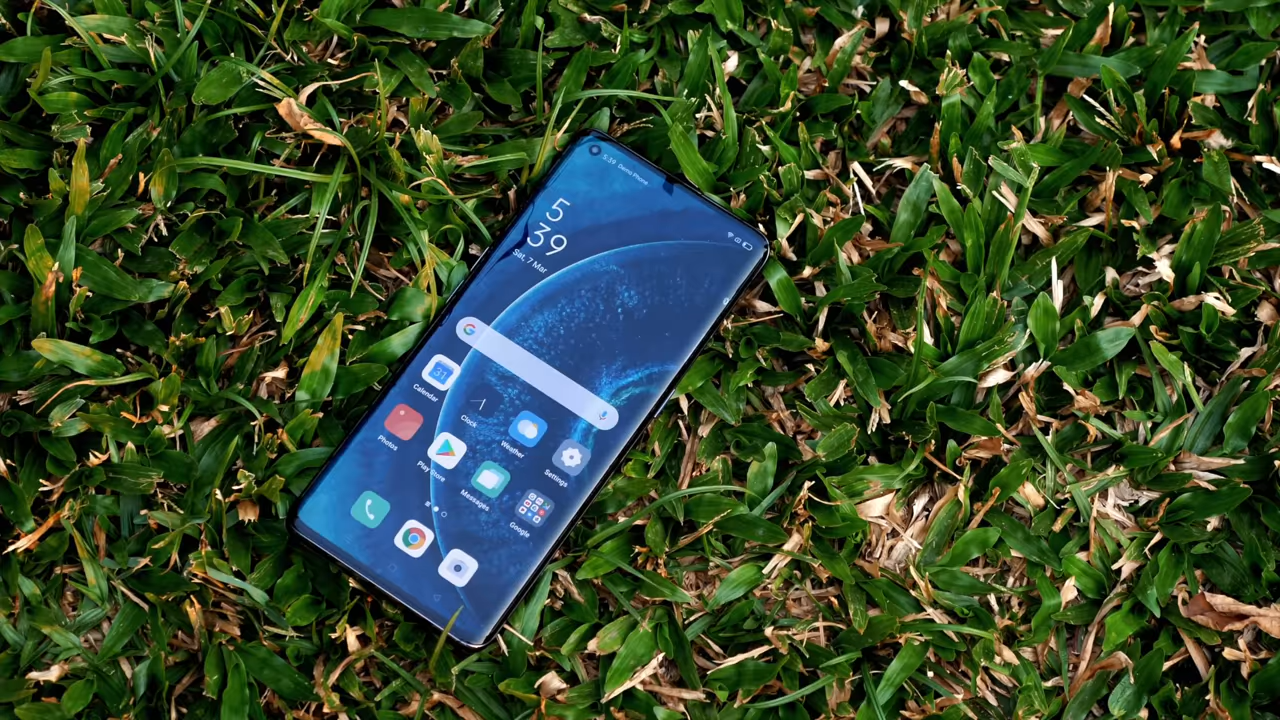 5:39 Demo Phone
5
39
Sat, 7 Mar
G
31
Calendar
Clock
Weather
Settings
Photos
Play Store
Messages
Google